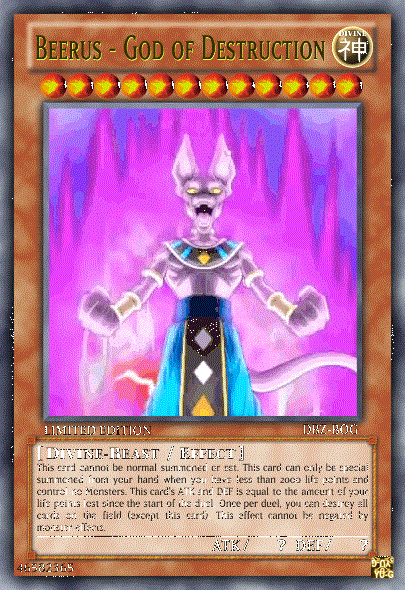 BEERUS - GOD OF DESTRUCTION
DIVINE
神
LIMITED EDITION
DBZ-BOG
[DIVINE-BEAST / EFFECT]
This card cannot be normal summoned or set. This card can only be special
summoned from your hand when you have less than 2000 life points and
control no Monsters. This card's ATK and DEF is equal to the amount of your
life points lost since the start of the duel. Once per duel, you can destroy all
cards on the field (except this card). This effect cannot be negated by
monster effects.
ATK / ? DEF / ?